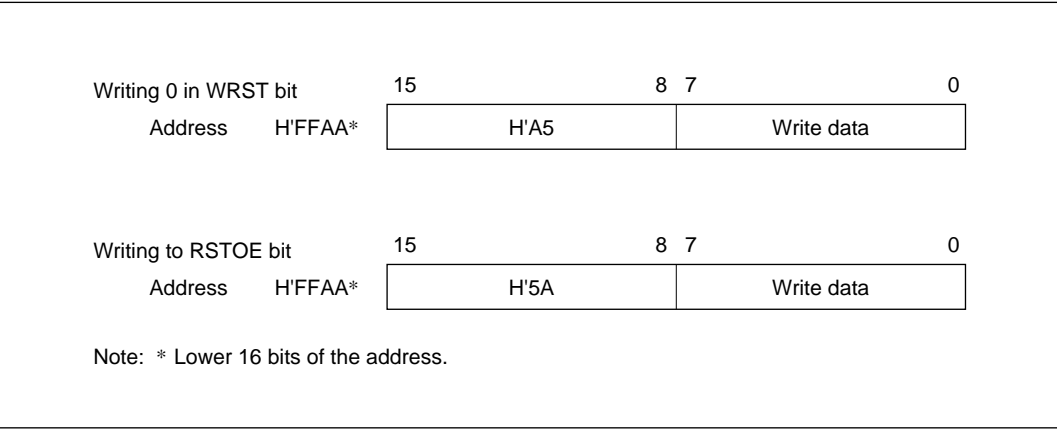 Writing 0 in WRST bit 15 8 7 0
Address H'FFAA* H'A5 Write data
Writing to RSTOE bit 15 8 7 0
Address H'FFAA* H'5A Write data
Note: * Lower 16 bits of the address.